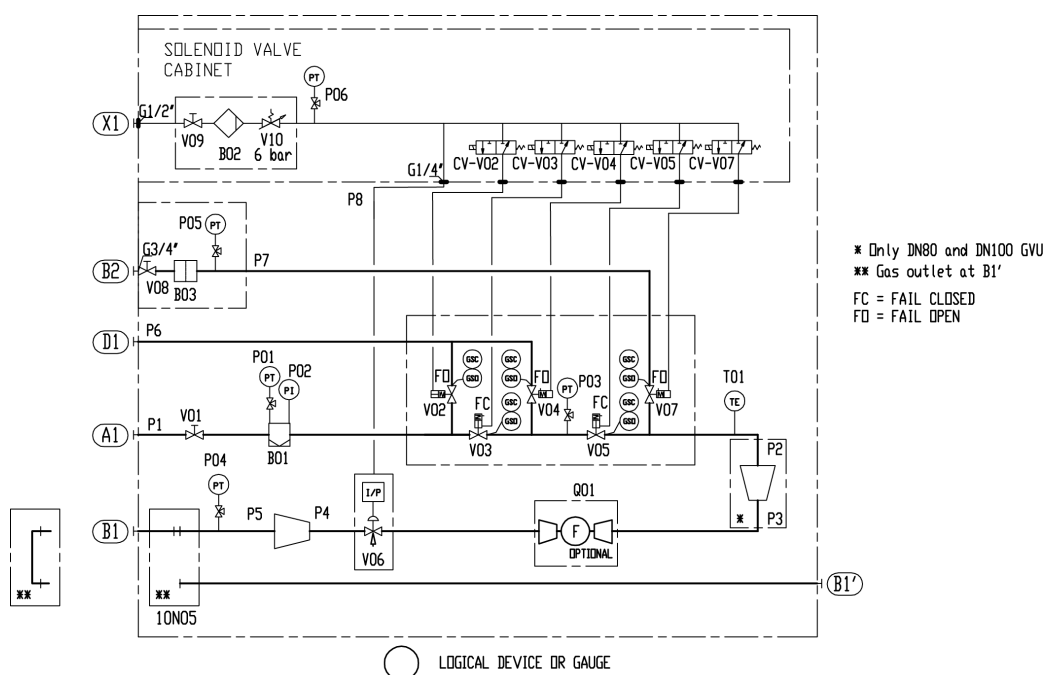 SOLENOID VALVE
CABINET
PT
P06
X1
G1/2"
V09
B02
V10
6 bar
CV-V02
CV-V03
CV-V04
CV-V05
CV-V07
G1/4"
P8
P05
PT
G3/4"
P7
B2
V08
B03
* Only DN80 and DN100 GVU
** Gas outlet at B1'
FC = FAIL CLOSED
FO = FAIL OPEN
P6
D1
P01
PT
P02
PI
GSC
GSO
FO
V02
GSC
GSO
FO
V04
P03
PT
GSC
GSO
FO
V07
T01
TE
FC
GSC
GSO
FC
A1
P1
V01
B01
V03
V05
P2
P04
PT
I/P
Q01
*
P3
B1
P5
P4
V06
F
OPTIONAL
**
**
B1'
10N05
LOGICAL DEVICE OR GAUGE